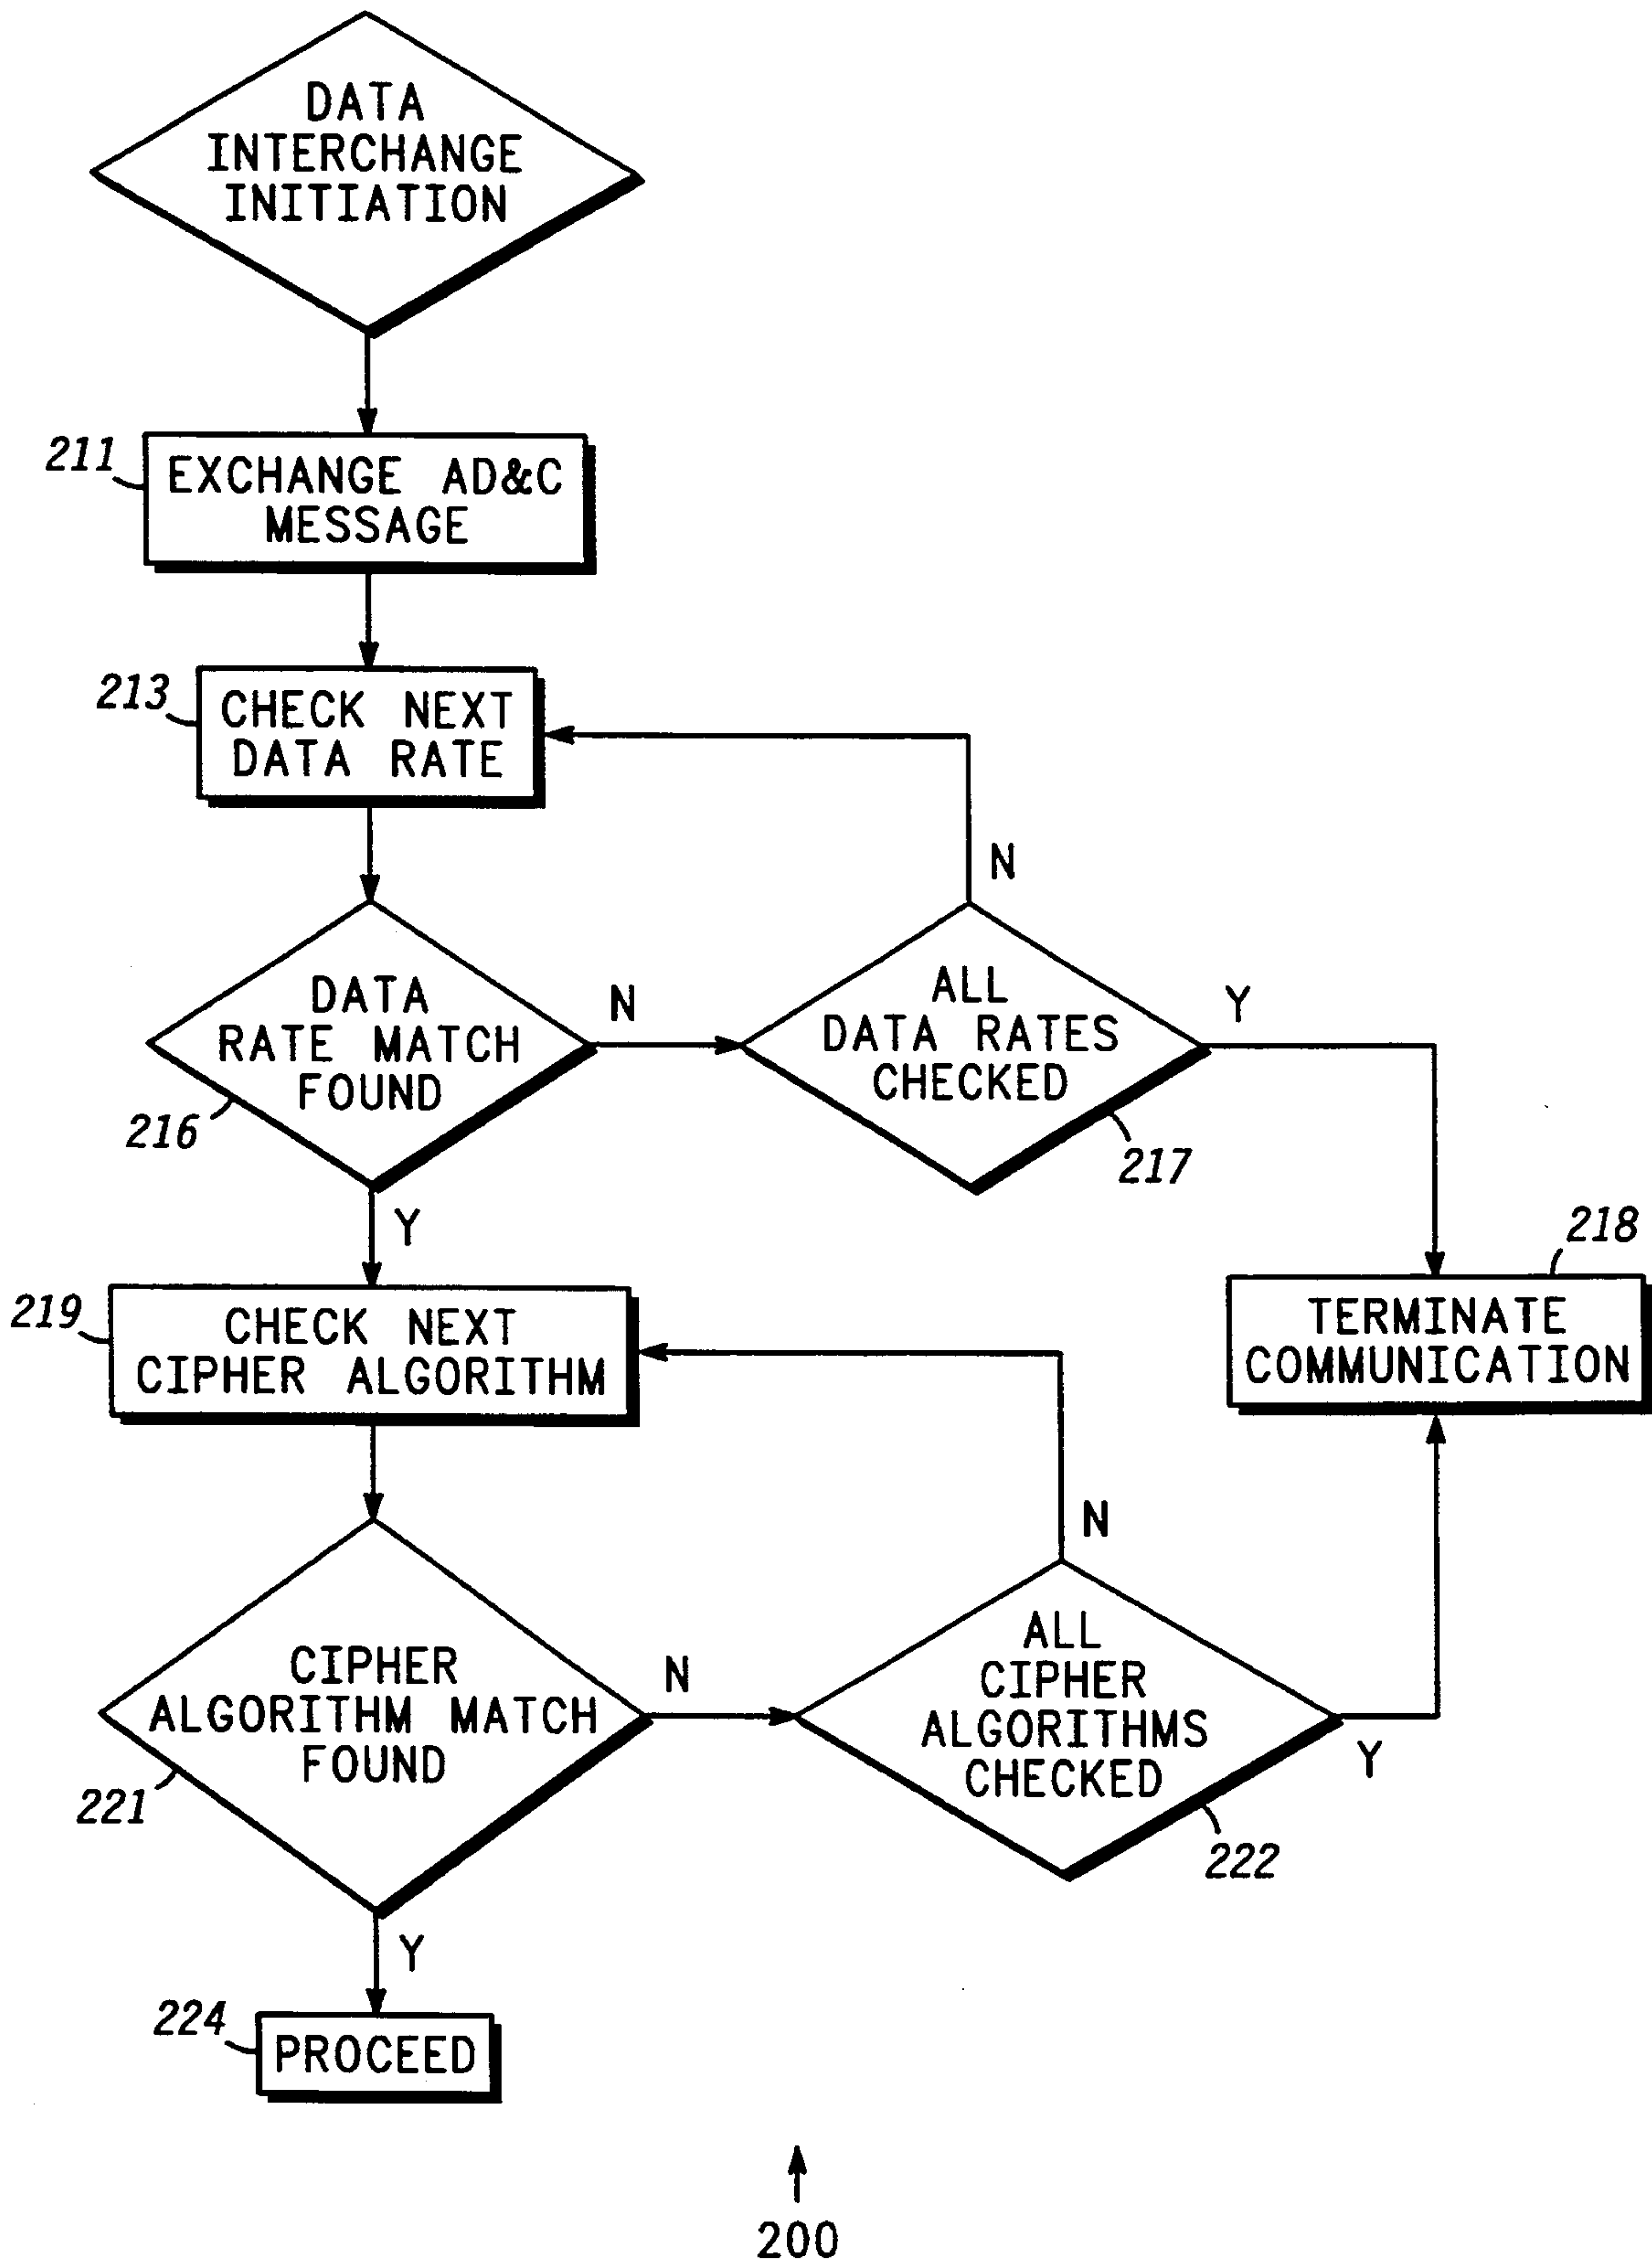 DATA
INTERCHANGE
INITIATION
211
EXCHANGE AD&C
MESSAGE
213
CHECK NEXT
DATA RATE
N
DATA
RATE MATCH
FOUND
216
N
ALL
DATA RATES
CHECKED
217
Y
Y
218
TERMINATE
COMMUNICATION
219
CHECK NEXT
CIPHER ALGORITHM
N
CIPHER
ALGORITHM MATCH
FOUND
221
N
ALL
CIPHER
ALGORITHMS
CHECKED
222
Y
Y
224
PROCEED
200